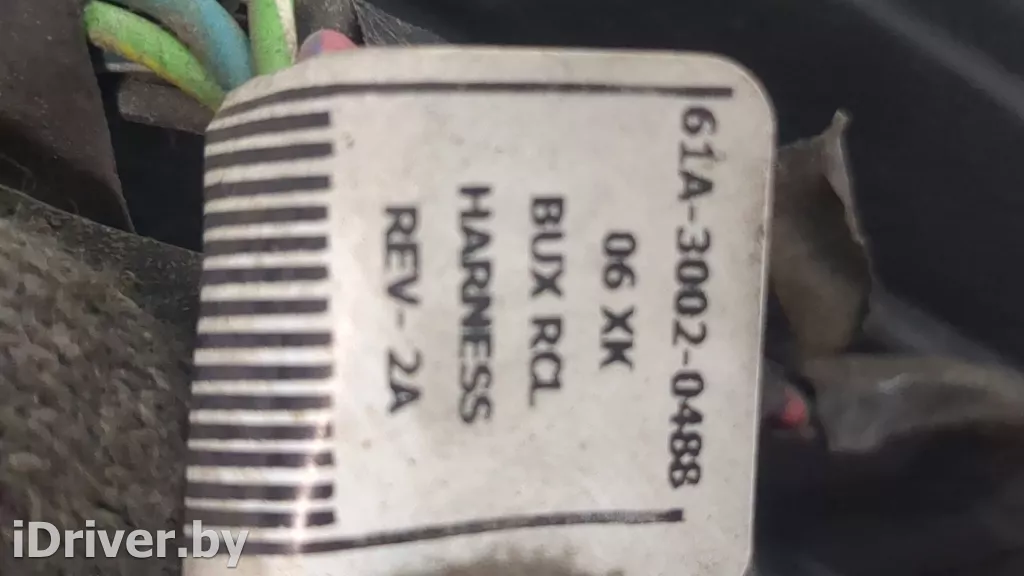 61A-3002-0488
06 XK
BUX RCL
HARNESS
REV- 2A
iDriver.by